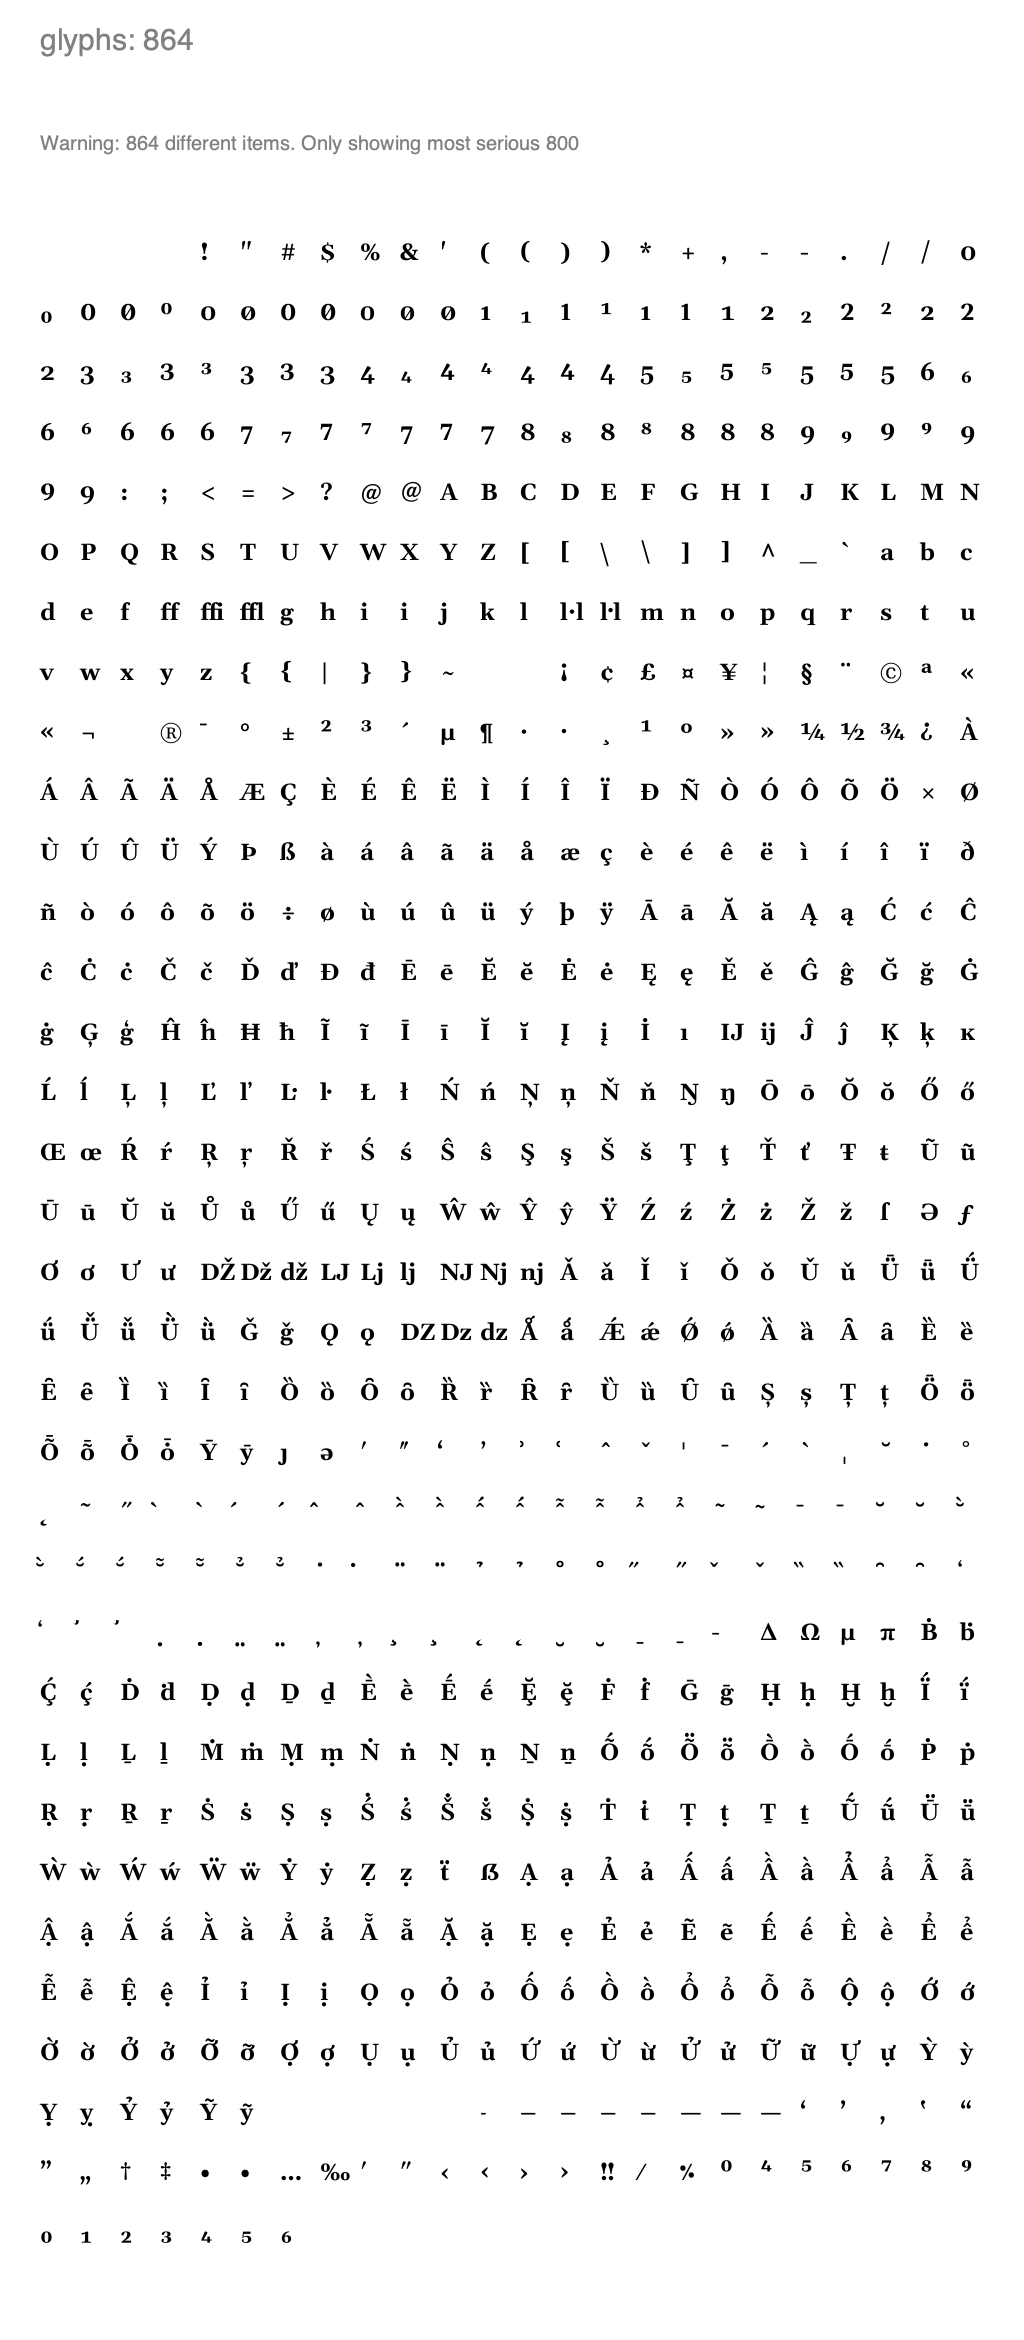 glyphs: 864
Warning: 864 different items. Only showing most serious 800
! " # $ % & ' ( ( ) ) * + , - - . / / 0
₀ 0 0 ⁰ 0 0 0 0 0 0 0 1 ₁ 1 ¹ 1 1 1 2 ₂ 2 ² 2 2
2 3 ₃ 3 ³ 3 3 3 4 ₄ 4 ⁴ 4 4 4 5 ₅ 5 ⁵ 5 5 5 6 ₆
6 ⁶ 6 6 6 7 ₇ 7 ⁷ 7 7 7 8 ₈ 8 ⁸ 8 8 8 9 ₉ 9 ⁹ 9
9 9 : ; < = > ? @ @ A B C D E F G H I J K L M N
O P Q R S T U V W X Y Z [ [ \ \ ] ] ^ _ ` a b c
d e f ff ffi ffl g h i i j k l l·l l·l m n o p q r s t u
v w x y z { { | } } ~ ¡ ¢ £ ¤ ¥ ¦ § ¨ © ª «
« ¬ ® ¯ ° ± ² ³ ´ µ ¶ · · ¸ ¹ º » » ¼ ½ ¾ ¿ À
Á Â Ã Ä Å Æ Ç È É Ê Ë Ì Í Î Ï Ð Ñ Ò Ó Ô Õ Ö × Ø
Ù Ú Û Ü Ý Þ ß à á â ã ä å æ ç è é ê ë ì í î ï ð
ñ ò ó ô õ ö ÷ ø ù ú û ü ý þ ÿ Ā ā Ă ă Ą ą Ć ć Ĉ
ĉ Ċ ċ Č č Ď ď Đ đ Ē ē Ĕ ĕ Ė ė Ę ę Ě ě Ĝ ĝ Ğ ğ Ġ
ġ Ģ ģ Ĥ ĥ Ħ ħ Ĩ ĩ Ī ī Ĭ ĭ Į į İ ı Ĳ ĳ Ĵ ĵ Ķ ķ ĸ
Ĺ ĺ Ļ ļ Ľ ľ Ŀ ŀ Ł ł Ń ń Ņ ņ Ň ň Ŋ ŋ Ō ō Ŏ ŏ Ő ő
Œ œ Ŕ ŕ Ŗ ŗ Ř ř Ś ś Ŝ ŝ Ş ş Š š Ţ ţ Ť ť Ŧ ŧ Ũ ũ
Ū ū Ŭ ŭ Ů ů Ű ű Ų ų Ŵ ŵ Ŷ ŷ Ÿ Ź ź Ż ż Ž ž ſ Ə ƒ
Ơ ơ Ư ư Ǆ ǅ ǆ Ǉ ǈ ǉ Ǌ ǋ ǌ Ǎ ǎ Ǐ ǐ Ǒ ǒ Ǔ ǔ Ǖ ǖ Ǘ
ǘ Ǚ ǚ Ǜ ǜ Ǧ ǧ Ǫ ǫ Ǳ ǲ ǳ Ǻ ǻ Ǽ ǽ Ǿ ǿ Ȁ ȁ Ȃ ȃ Ȅ ȅ
Ȇ ȇ Ȉ ȉ Ȋ ȋ Ȍ ȍ Ȏ ȏ Ȑ ȑ Ȓ ȓ Ȕ ȕ Ȗ ȗ Ș ș Ț ț Ȫ ȫ
Ȭ ȭ Ȱ ȱ Ȳ ȳ ȷ ə ʹ ʺ ʻ ʼ ʾ ʿ ˆ ˇ ˈ ˉ ˊ ˋ ˌ ˘ ˙ ˚
˛ ˜ ˝
- Δ Ω μ π Ḃ ḃ
Ḉ ḉ Ḋ ḋ Ḍ ḍ Ḏ ḏ Ḕ ḕ Ḗ ḗ Ḝ ḝ Ḟ ḟ Ḡ ḡ Ḥ ḥ Ḫ ḫ Ḯ ḯ
Ḷ ḷ Ḻ ḻ Ṁ ṁ Ṃ ṃ Ṅ ṅ Ṇ ṇ Ṉ ṉ Ṍ ṍ Ṏ ṏ Ṑ ṑ Ṓ ṓ Ṗ ṗ
Ṛ ṛ Ṟ ṟ Ṡ ṡ Ṣ ṣ Ṥ ṥ Ṧ ṧ Ṩ ṩ Ṫ ṫ Ṭ ṭ Ṯ ṯ Ṹ ṹ Ṻ ṻ
Ẁ ẁ Ẃ ẃ Ẅ ẅ Ẏ ẏ Ẓ ẓ ẗ ẞ Ạ ạ Ả ả Ấ ấ Ầ ầ Ẩ ẩ Ẫ ẫ
Ậ ậ Ắ ắ Ằ ằ Ẳ ẳ Ẵ ẵ Ặ ặ Ẹ ẹ Ẻ ẻ Ẽ ẽ Ế ế Ề ề Ể ể
Ễ ễ Ệ ệ Ỉ ỉ Ị ị Ọ ọ Ỏ ỏ Ố ố Ồ ồ Ổ ổ Ỗ ỗ Ộ ộ Ớ ớ
Ờ ờ Ở ở Ỡ ỡ Ợ ợ Ụ ụ Ủ ủ Ứ ứ Ừ ừ Ử ử Ữ ữ Ự ự Ỳ ỳ
Ỵ ỵ Ỷ ỷ Ỹ ỹ ‐ – – – – — — — ‘ ’ ‚ ‛ “
” „ † ‡ • • … ‰ ′ ″ ‹ ‹ › › ‼ ⁄ ⁒ ⁰ ⁴ ⁵ ⁶ ⁷ ⁸ ⁹
₀ ₁ ₂ ₃ ₄ ₅ ₆